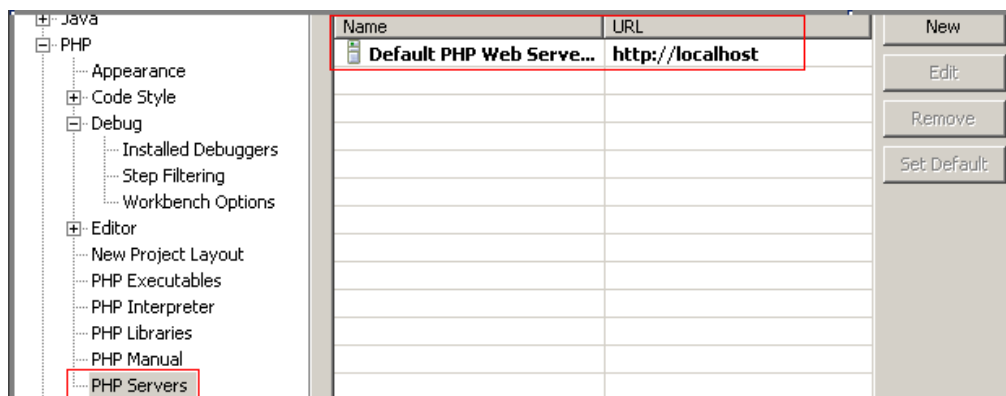 Java
PHP
Appearance
Code Style
Debug
Installed Debuggers
Step Filtering
Workbench Options
Editor
New Project Layout
PHP Executables
PHP Interpreter
PHP Libraries
PHP Manual
PHP Servers
Name URL
Default PHP Web Serve... http://localhost
New
Edit
Remove
Set Default